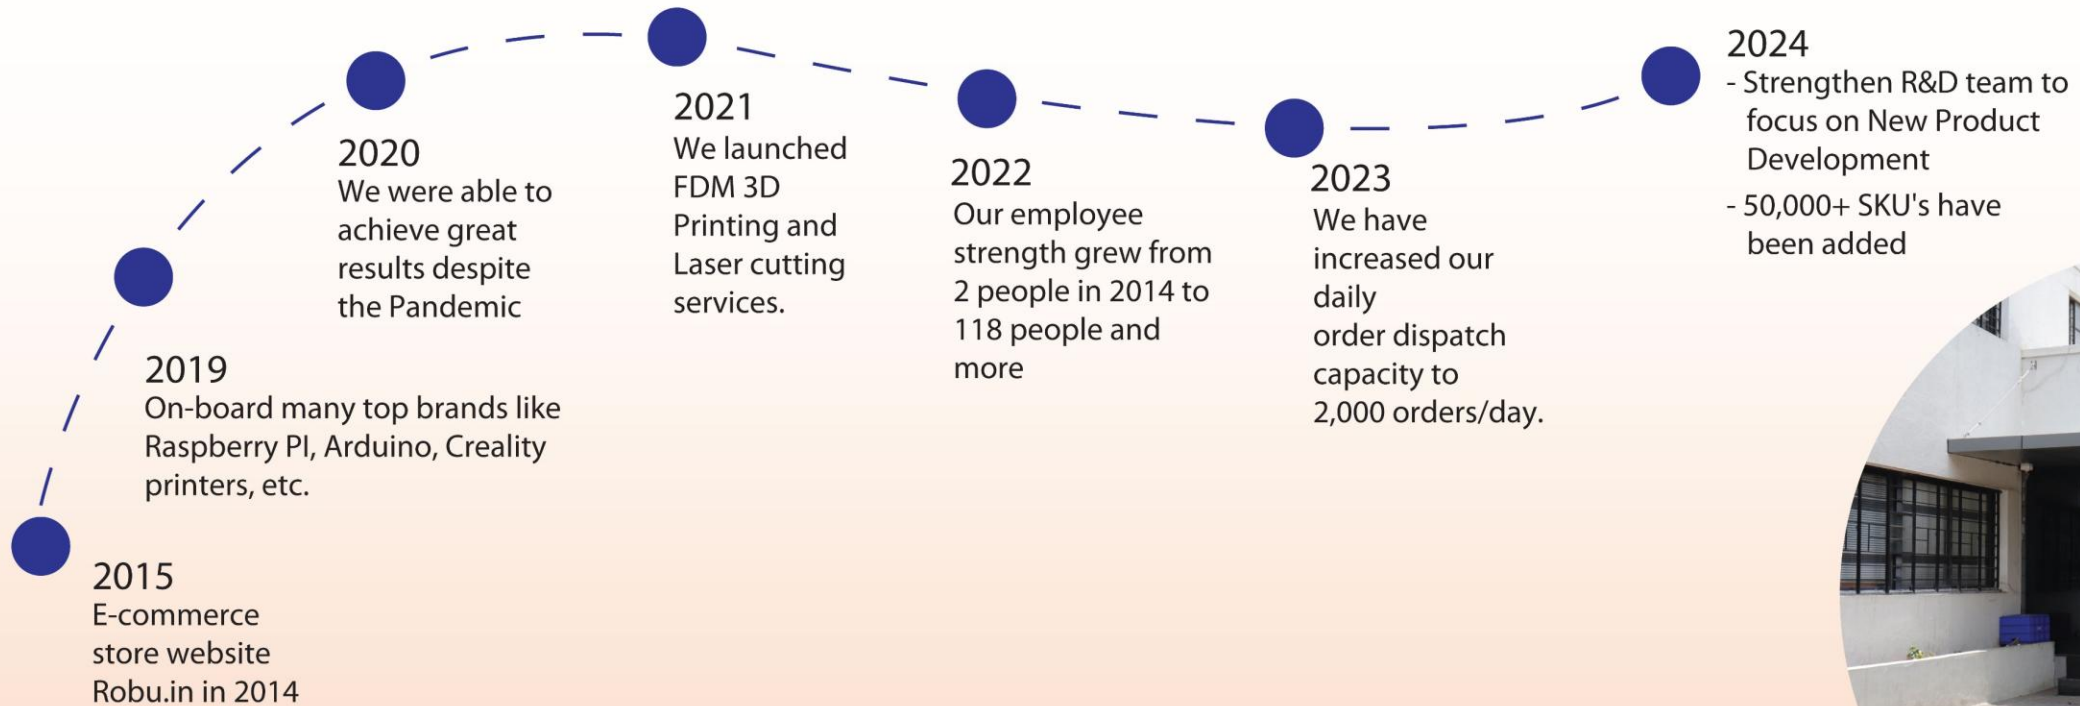 2015
E-commerce
store website
Robu.in in 2014
2019
On-board many top brands like
Raspberry PI, Arduino, Creality
printers, etc.
2020
We were able to
achieve great
results despite
the Pandemic
2021
We launched
FDM 3D
Printing and
Laser cutting
services.
2022
Our employee
strength grew from
2 people in 2014 to
118 people and
more
2023
We have
increased our
daily
order dispatch
capacity to
2,000 orders/day.
2024
- Strengthen R&D team to
focus on New Product
Development
- 50,000+ SKU's have
been added